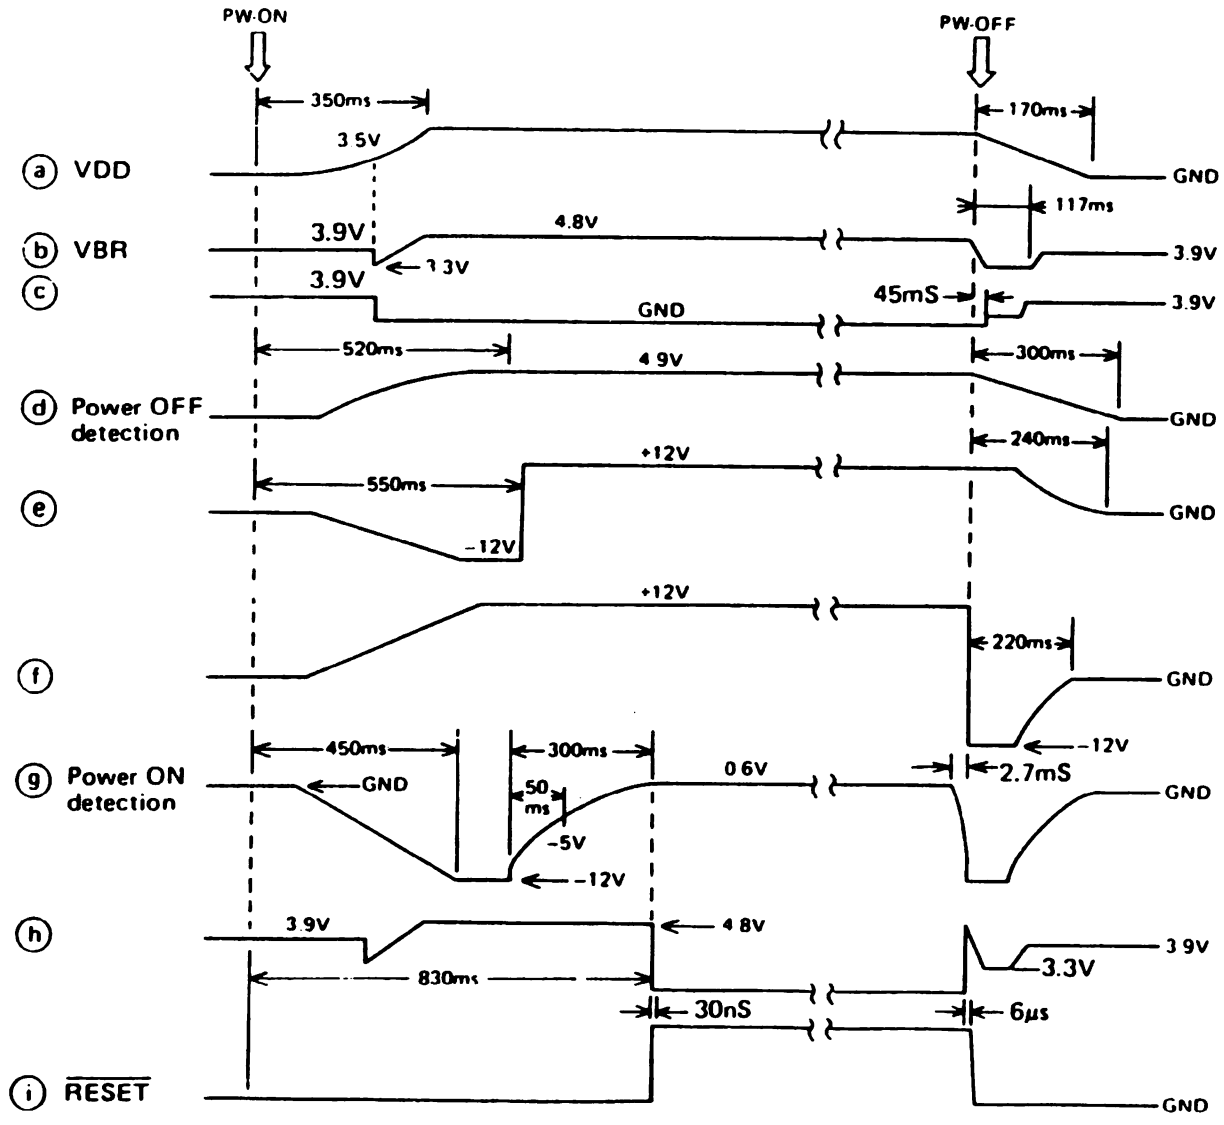 PW-ON
PW-OFF
350ms
170ms
3.5V
ⓐ VDD
GND
117ms
3.9V
4.8V
ⓑ VBR
3.3V
3.9V
ⓒ
3.9V
GND
45mS
3.9V
520ms
300ms
4.9V
ⓓ Power OFF
detection
GND
240ms
+12V
550ms
ⓔ
GND
-12V
+12V
220ms
ⓕ
GND
-12V
450ms
300ms
0.6V
2.7mS
ⓖ Power ON
detection
GND
50
ms
GND
-5V
-12V
ⓗ
3.9V
4.8V
3.9V
3.3V
830ms
30nS
6μs
ⓘ RESET
GND